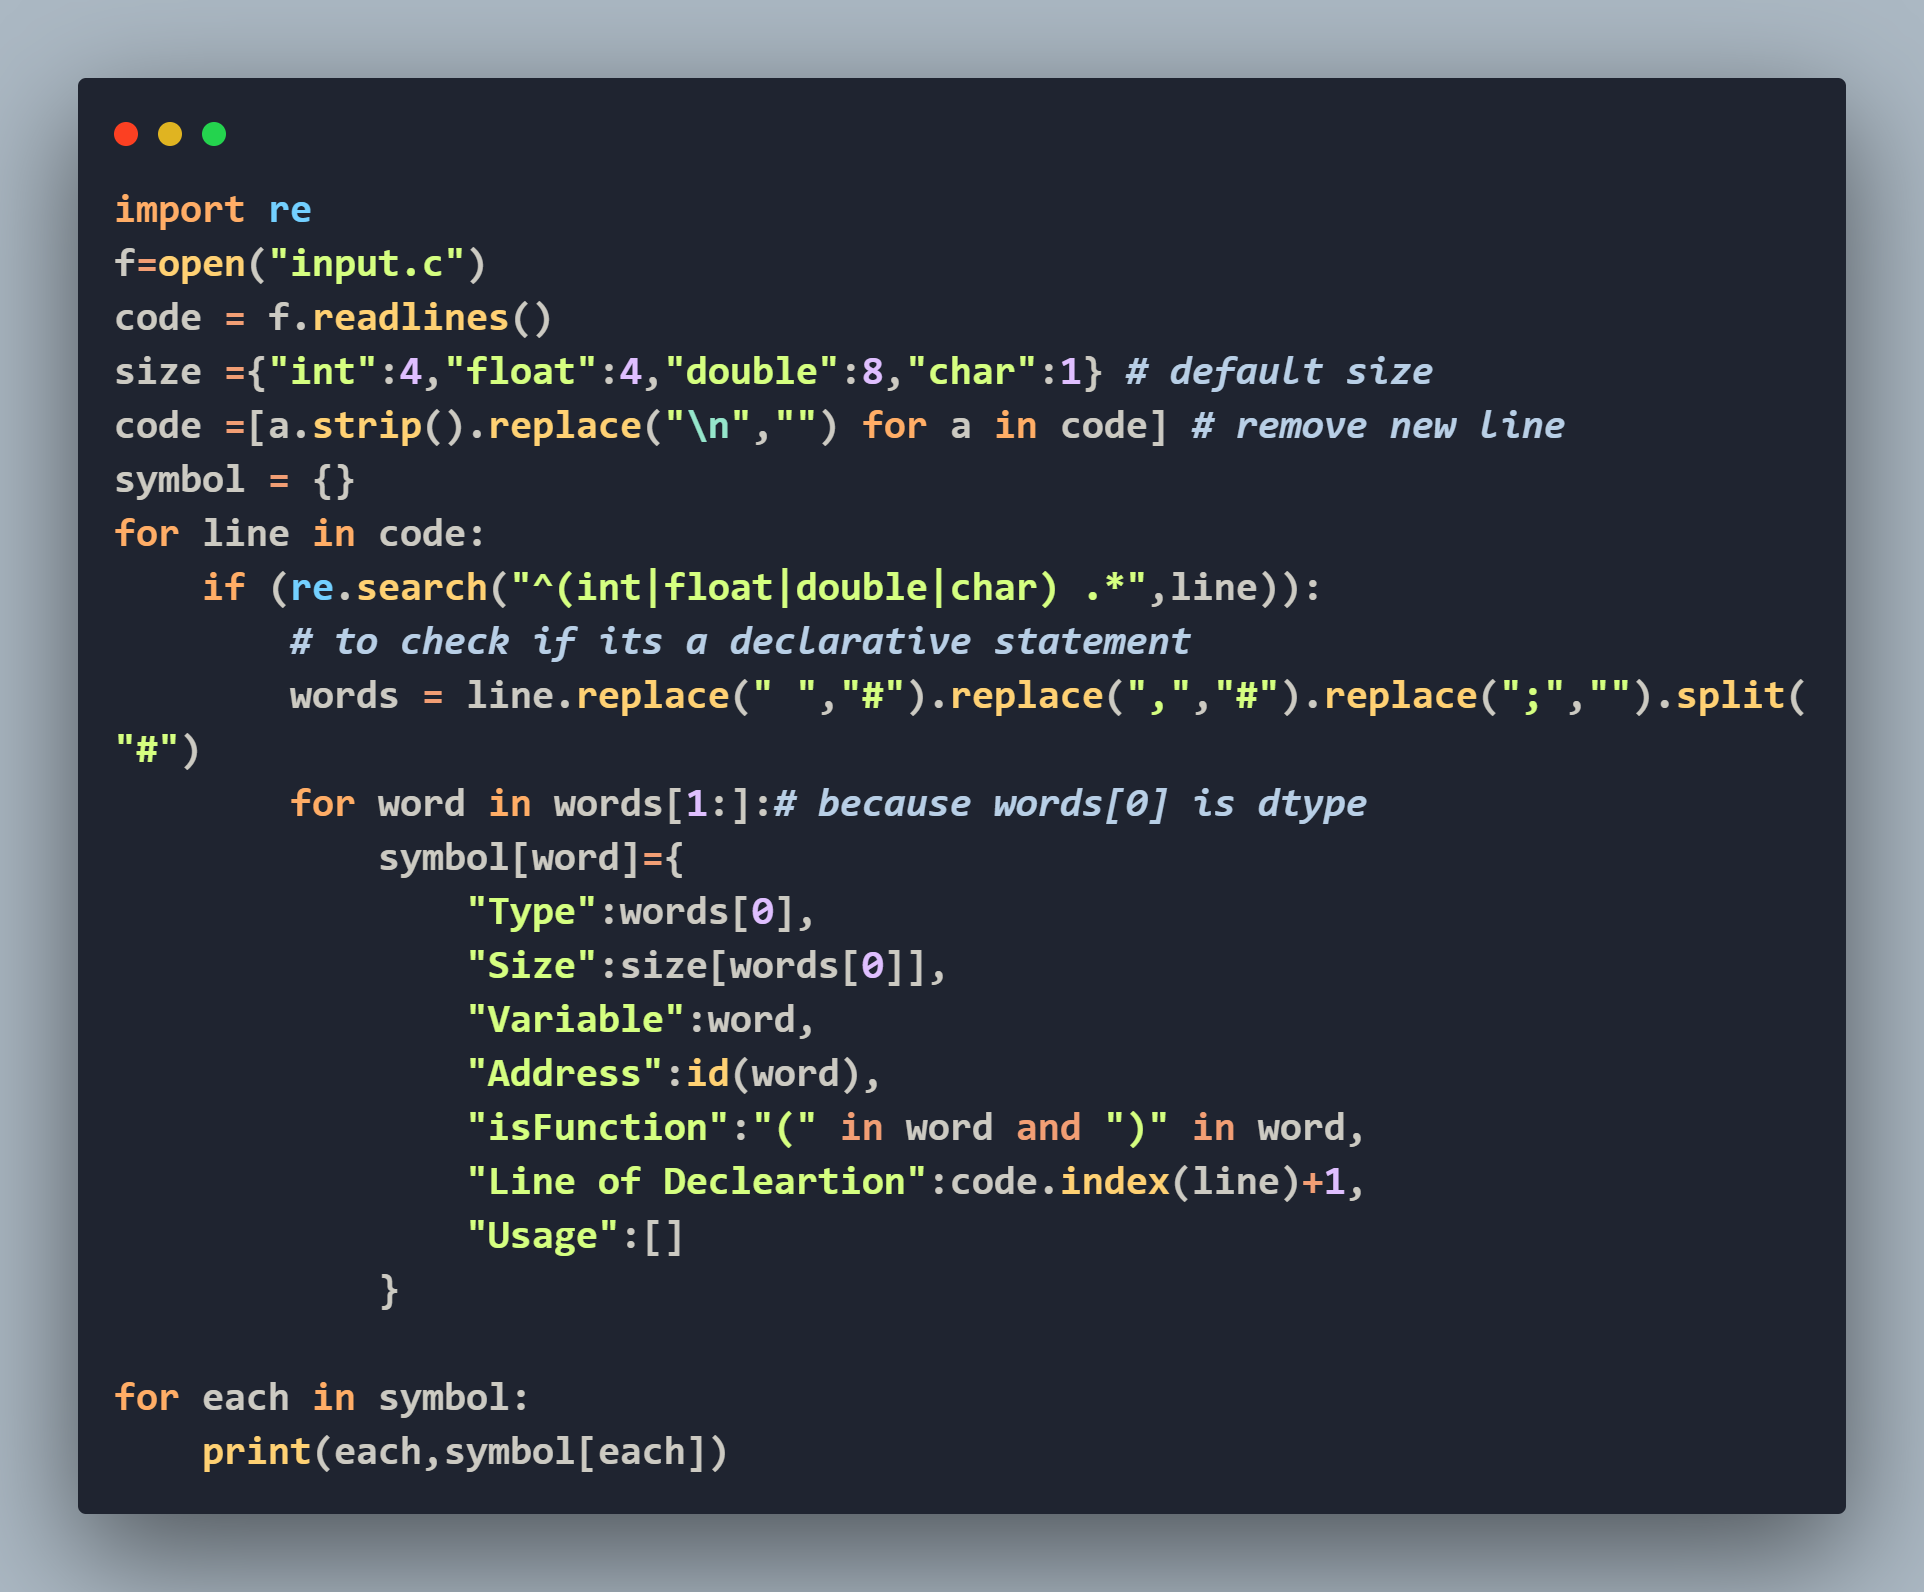 import re
f=open("input.c")
code = f.readlines()
size ={"int":4,"float":4,"double":8,"char":1} # default size
code =[a.strip().replace("\n","") for a in code] # remove new line
symbol = {}
for line in code:
    if (re.search("^(int|float|double|char) .*",line)):
        # to check if its a declarative statement
        words = line.replace(" ","#").replace(",","#").replace(";","").split(
"#")
        for word in words[1:]:# because words[0] is dtype
            symbol[word]={
                "Type":words[0],
                "Size":size[words[0]],
                "Variable":word,
                "Address":id(word),
                "isFunction":"(" in word and ")" in word,
                "Line of Decleartion":code.index(line)+1,
                "Usage":[]
            }

for each in symbol:
    print(each,symbol[each])